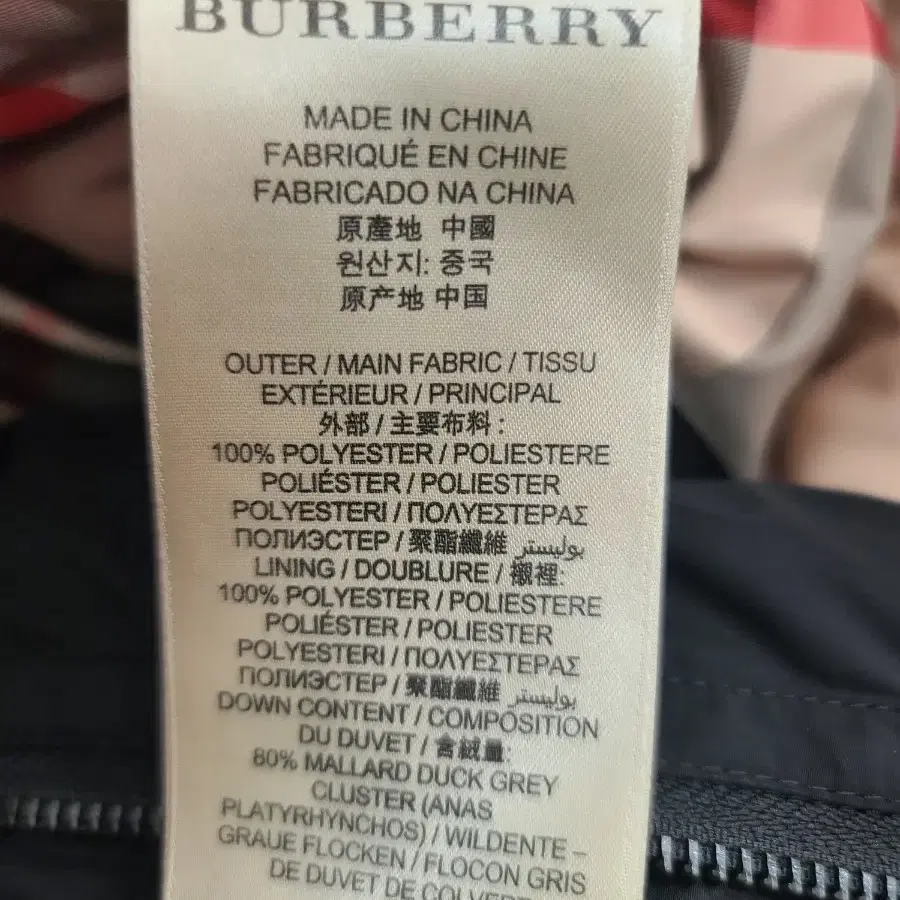 BURBERRY
MADE IN CHINA
FABRIQUÉ EN CHINE
FABRICADO NA CHINA
原產地 中國
원산지: 중국
原产地 中国
OUTER / MAIN FABRIC / TISSU
EXTÉRIEUR / PRINCIPAL
外部 / 主要布料 :
100% POLYESTER / POLIESTERE
POLIÉSTER / POLIESTER
POLYESTERI / ΠΟΛΥΕΣΤΕΡΑΣ
ПОЛИЭСТЕР / 聚酯纖維 بوليستر
LINING / DOUBLURE / 襯裡:
100% POLYESTER / POLIESTERE
POLIÉSTER / POLIESTER
POLYESTERI / ΠΟΛΥΕΣΤΕΡΑΣ
ПОЛИЭСТЕР / 聚酯纖維 بوليستر
DOWN CONTENT / COMPOSITION
DU DUVET / 含絨量:
80% MALLARD DUCK GREY
CLUSTER (ANAS
PLATYRHYNCHOS) / WILDENTE –
GRAUE FLOCKEN / FLOCON GRIS
DE DUVET DE